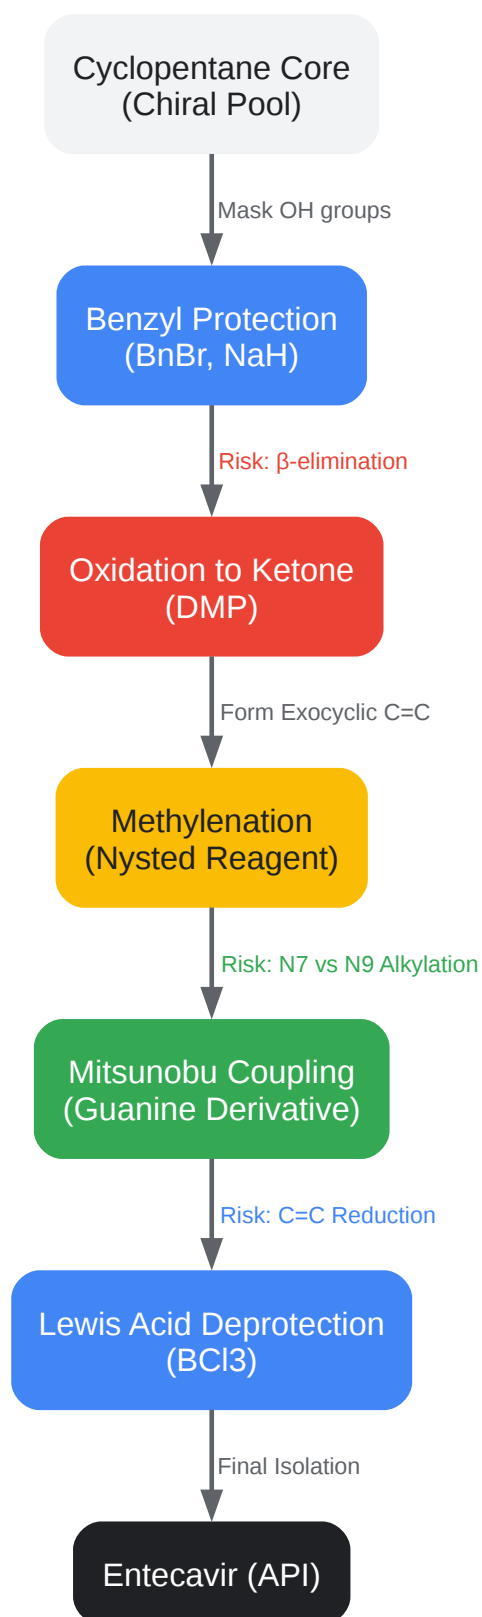 Cyclopentane Core
(Chiral Pool)
Mask OH groups
Benzyl Protection
(BnBr, NaH)
Risk: β-elimination
Oxidation to Ketone
(DMP)
Form Exocyclic C=C
Methylenation
(Nysted Reagent)
Risk: N7 vs N9 Alkylation
Mitsunobu Coupling
(Guanine Derivative)
Risk: C=C Reduction
Lewis Acid Deprotection
(BCl3)
Final Isolation
Entecavir (API)